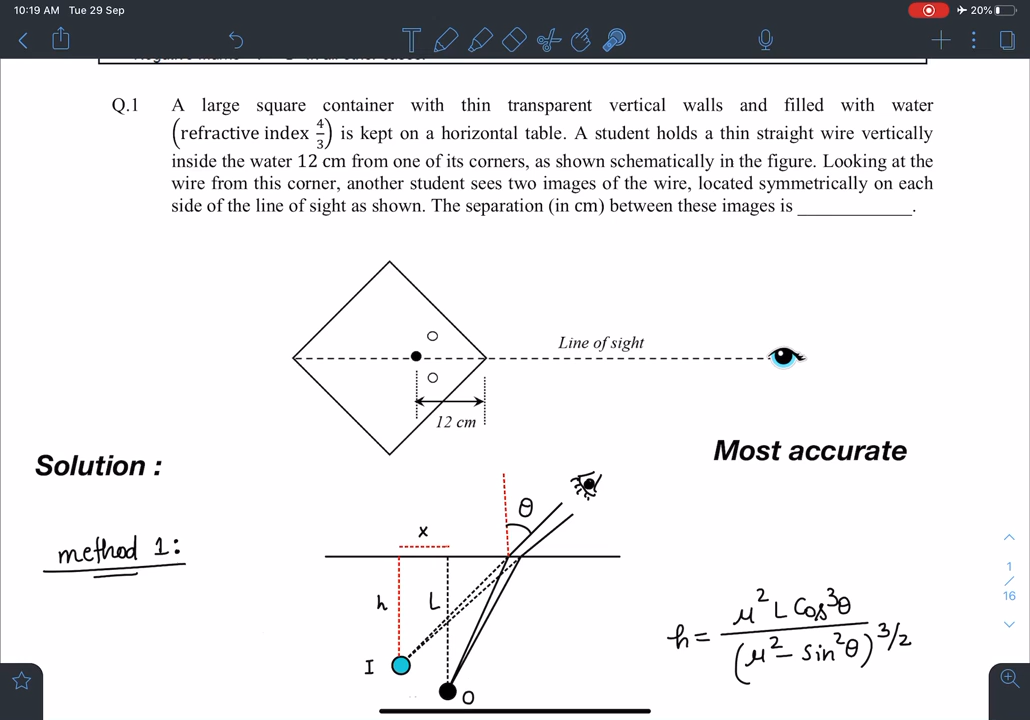 10:19 AM Tue 29 Sep
20%
Q.1 A large square container with thin transparent vertical walls and filled with water
(refractive index 4/3) is kept on a horizontal table. A student holds a thin straight wire vertically
inside the water 12 cm from one of its corners, as shown schematically in the figure. Looking at the
wire from this corner, another student sees two images of the wire, located symmetrically on each
side of the line of sight as shown. The separation (in cm) between these images is ____________.
Line of sight
12 cm
Solution :
Most accurate
method 1:
θ
x
h
L
I
O
h = μ² L Cos³θ / (μ² - sin²θ)^3/2
1
/
16